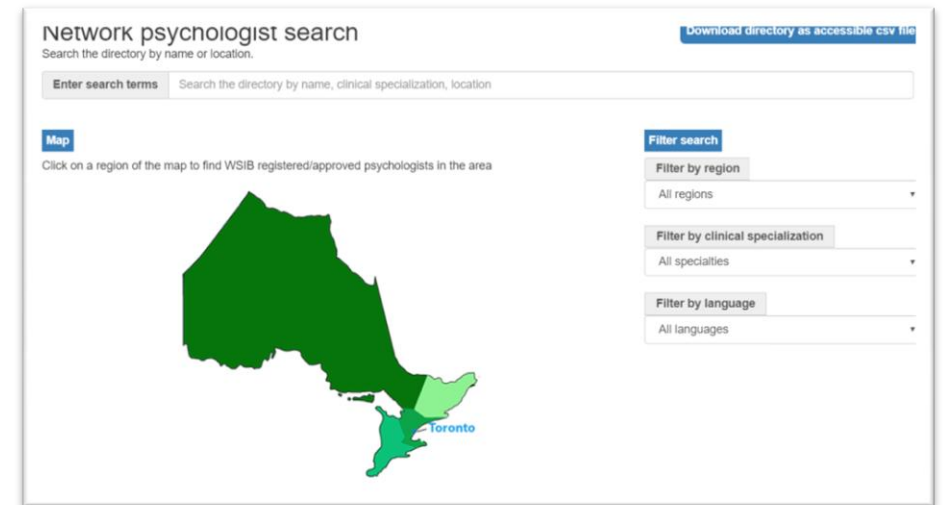 Network psychologist search
Download directory as accessible csv file
Search the directory by name or location.
Enter search terms
Search the directory by name, clinical specialization, location
Map
Click on a region of the map to find WSIB registered/approved psychologists in the area
Toronto
Filter search
Filter by region
All regions
Filter by clinical specialization
All specialties
Filter by language
All languages